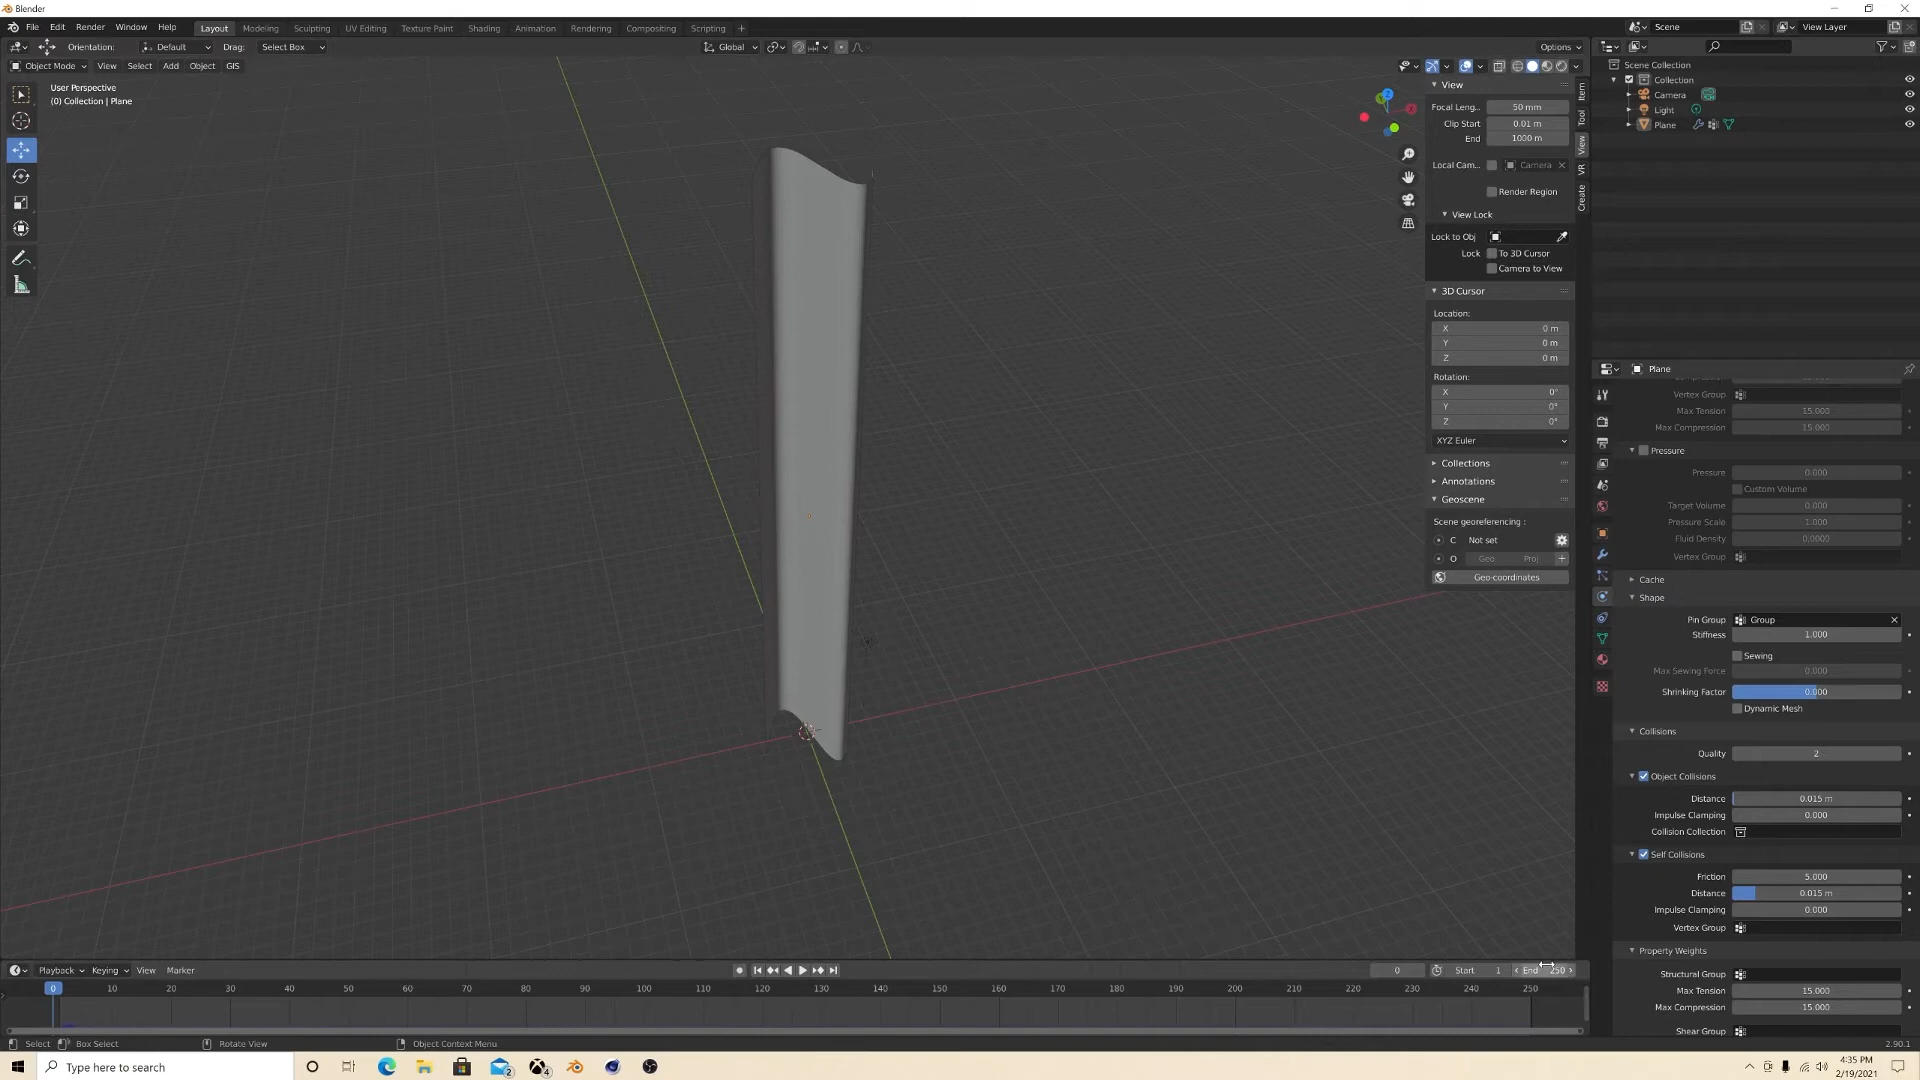 Blender
File Edit Render Window Help Layout Modeling Sculpting UV Editing Texture Paint Shading Animation Rendering Compositing Scripting + Scene View Layer
Orientation: Default Drag: Select Box Global Options
Object Mode View Select Add Object GIS
User Perspective
(0) Collection | Plane
View
Focal Leng... 50 mm
Clip Start 0.01 m
End 1000 m
Local Cam... Camera
Render Region
View Lock
Lock to Obj
Lock To 3D Cursor
Camera to View
3D Cursor
Location:
X 0 m
Y 0 m
Z 0 m
Rotation:
X 0°
Y 0°
Z 0°
XYZ Euler
Collections
Annotations
Geoscene
Scene georeferencing :
C Not set
O Geo Proj +
Geo-coordinates
Item
Tool
View
VR
Create
Scene Collection
Collection
Camera
Light
Plane
Plane
Vertex Group
Max Tension 15.000
Max Compression 15.000
Pressure
Pressure 0.000
Custom Volume
Target Volume 0.000
Pressure Scale 1.000
Fluid Density 0.0000
Vertex Group
Cache
Shape
Pin Group Group
Stiffness 1.000
Sewing
Max Sewing Force 0.000
Shrinking Factor 0.000
Dynamic Mesh
Collisions
Quality 2
Object Collisions
Distance 0.015 m
Impulse Clamping 0.000
Collision Collection
Self Collisions
Friction 5.000
Distance 0.015 m
Impulse Clamping 0.000
Vertex Group
Property Weights
Structural Group
Max Tension 15.000
Max Compression 15.000
Shear Group
Playback Keying View Marker 0 Start 1 End 250
0 10 20 30 40 50 60 70 80 90 100 110 120 130 140 150 160 170 180 190 200 210 220 230 240 250
Select Box Select Rotate View Object Context Menu 2.90.1
Type here to search 2 4 4:35 PM
2/19/2021